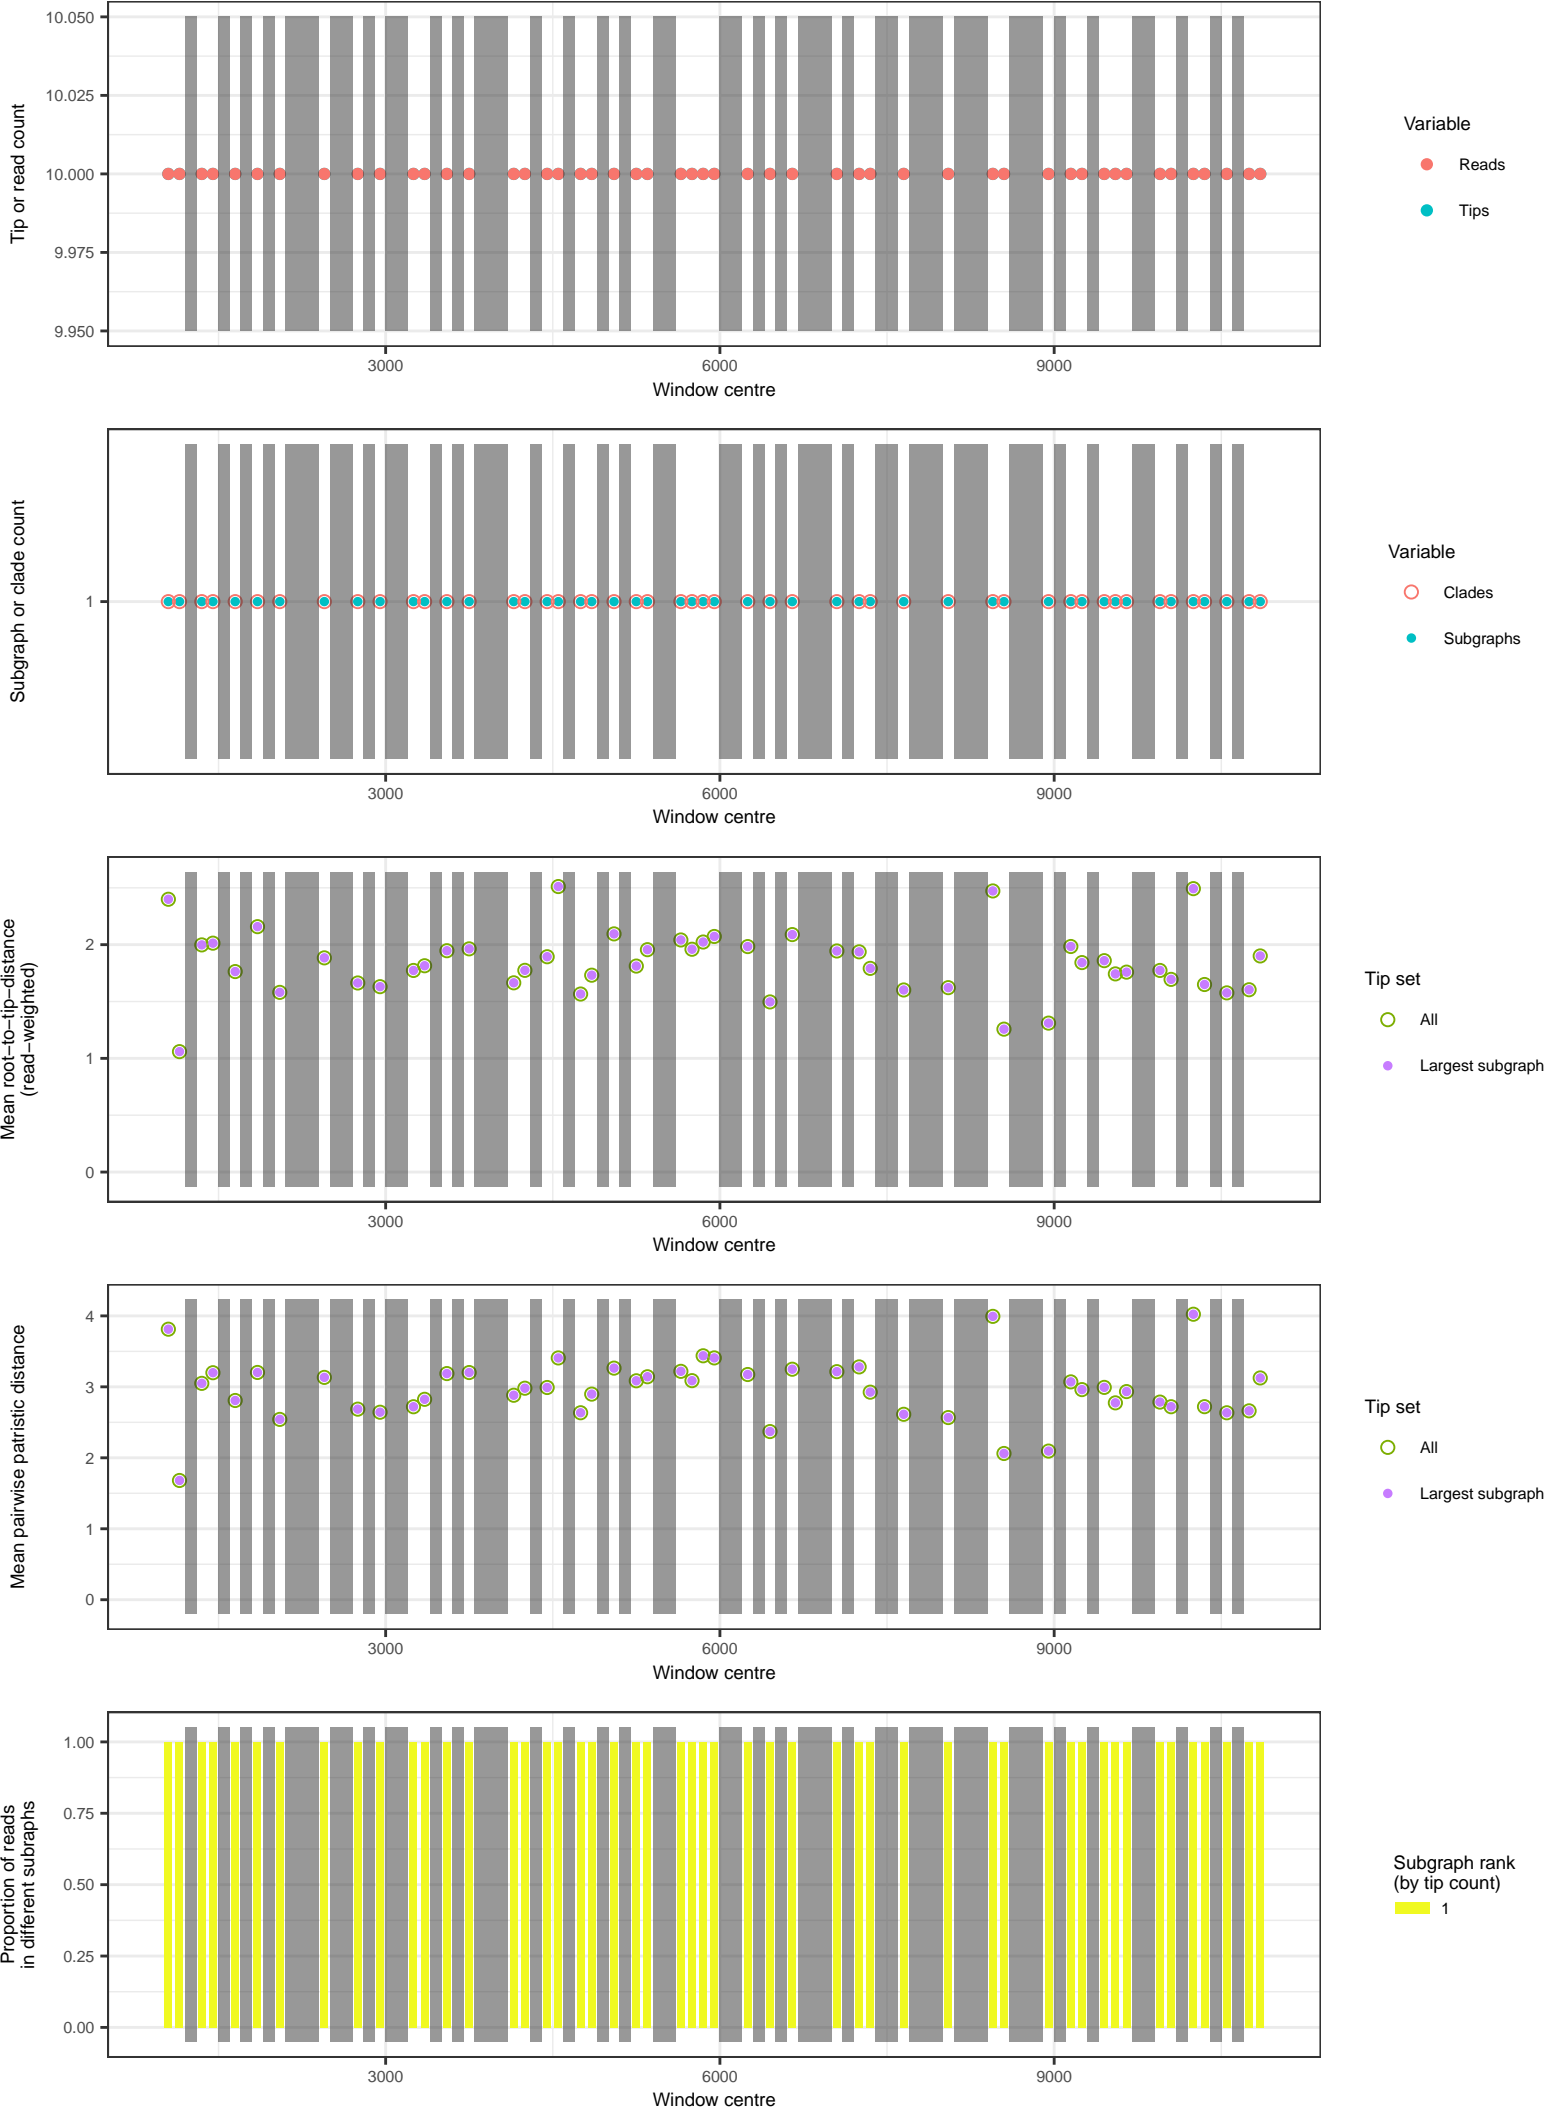 10.050
10.025
10.000
9.975
9.950
Tip or read count
3000
6000
9000
Window centre
Variable
Reads
Tips
1
Subgraph or clade count
3000
6000
9000
Window centre
Variable
Clades
Subgraphs
2
1
0
Mean root−to−tip−distance
(read−weighted)
3000
6000
9000
Window centre
Tip set
All
Largest subgraph
4
3
2
1
0
Mean pairwise patristic distance
3000
6000
9000
Window centre
Tip set
All
Largest subgraph
1.00
0.75
0.50
0.25
0.00
Proportion of reads
in different subraphs
3000
6000
9000
Window centre
Subgraph rank
(by tip count)
1